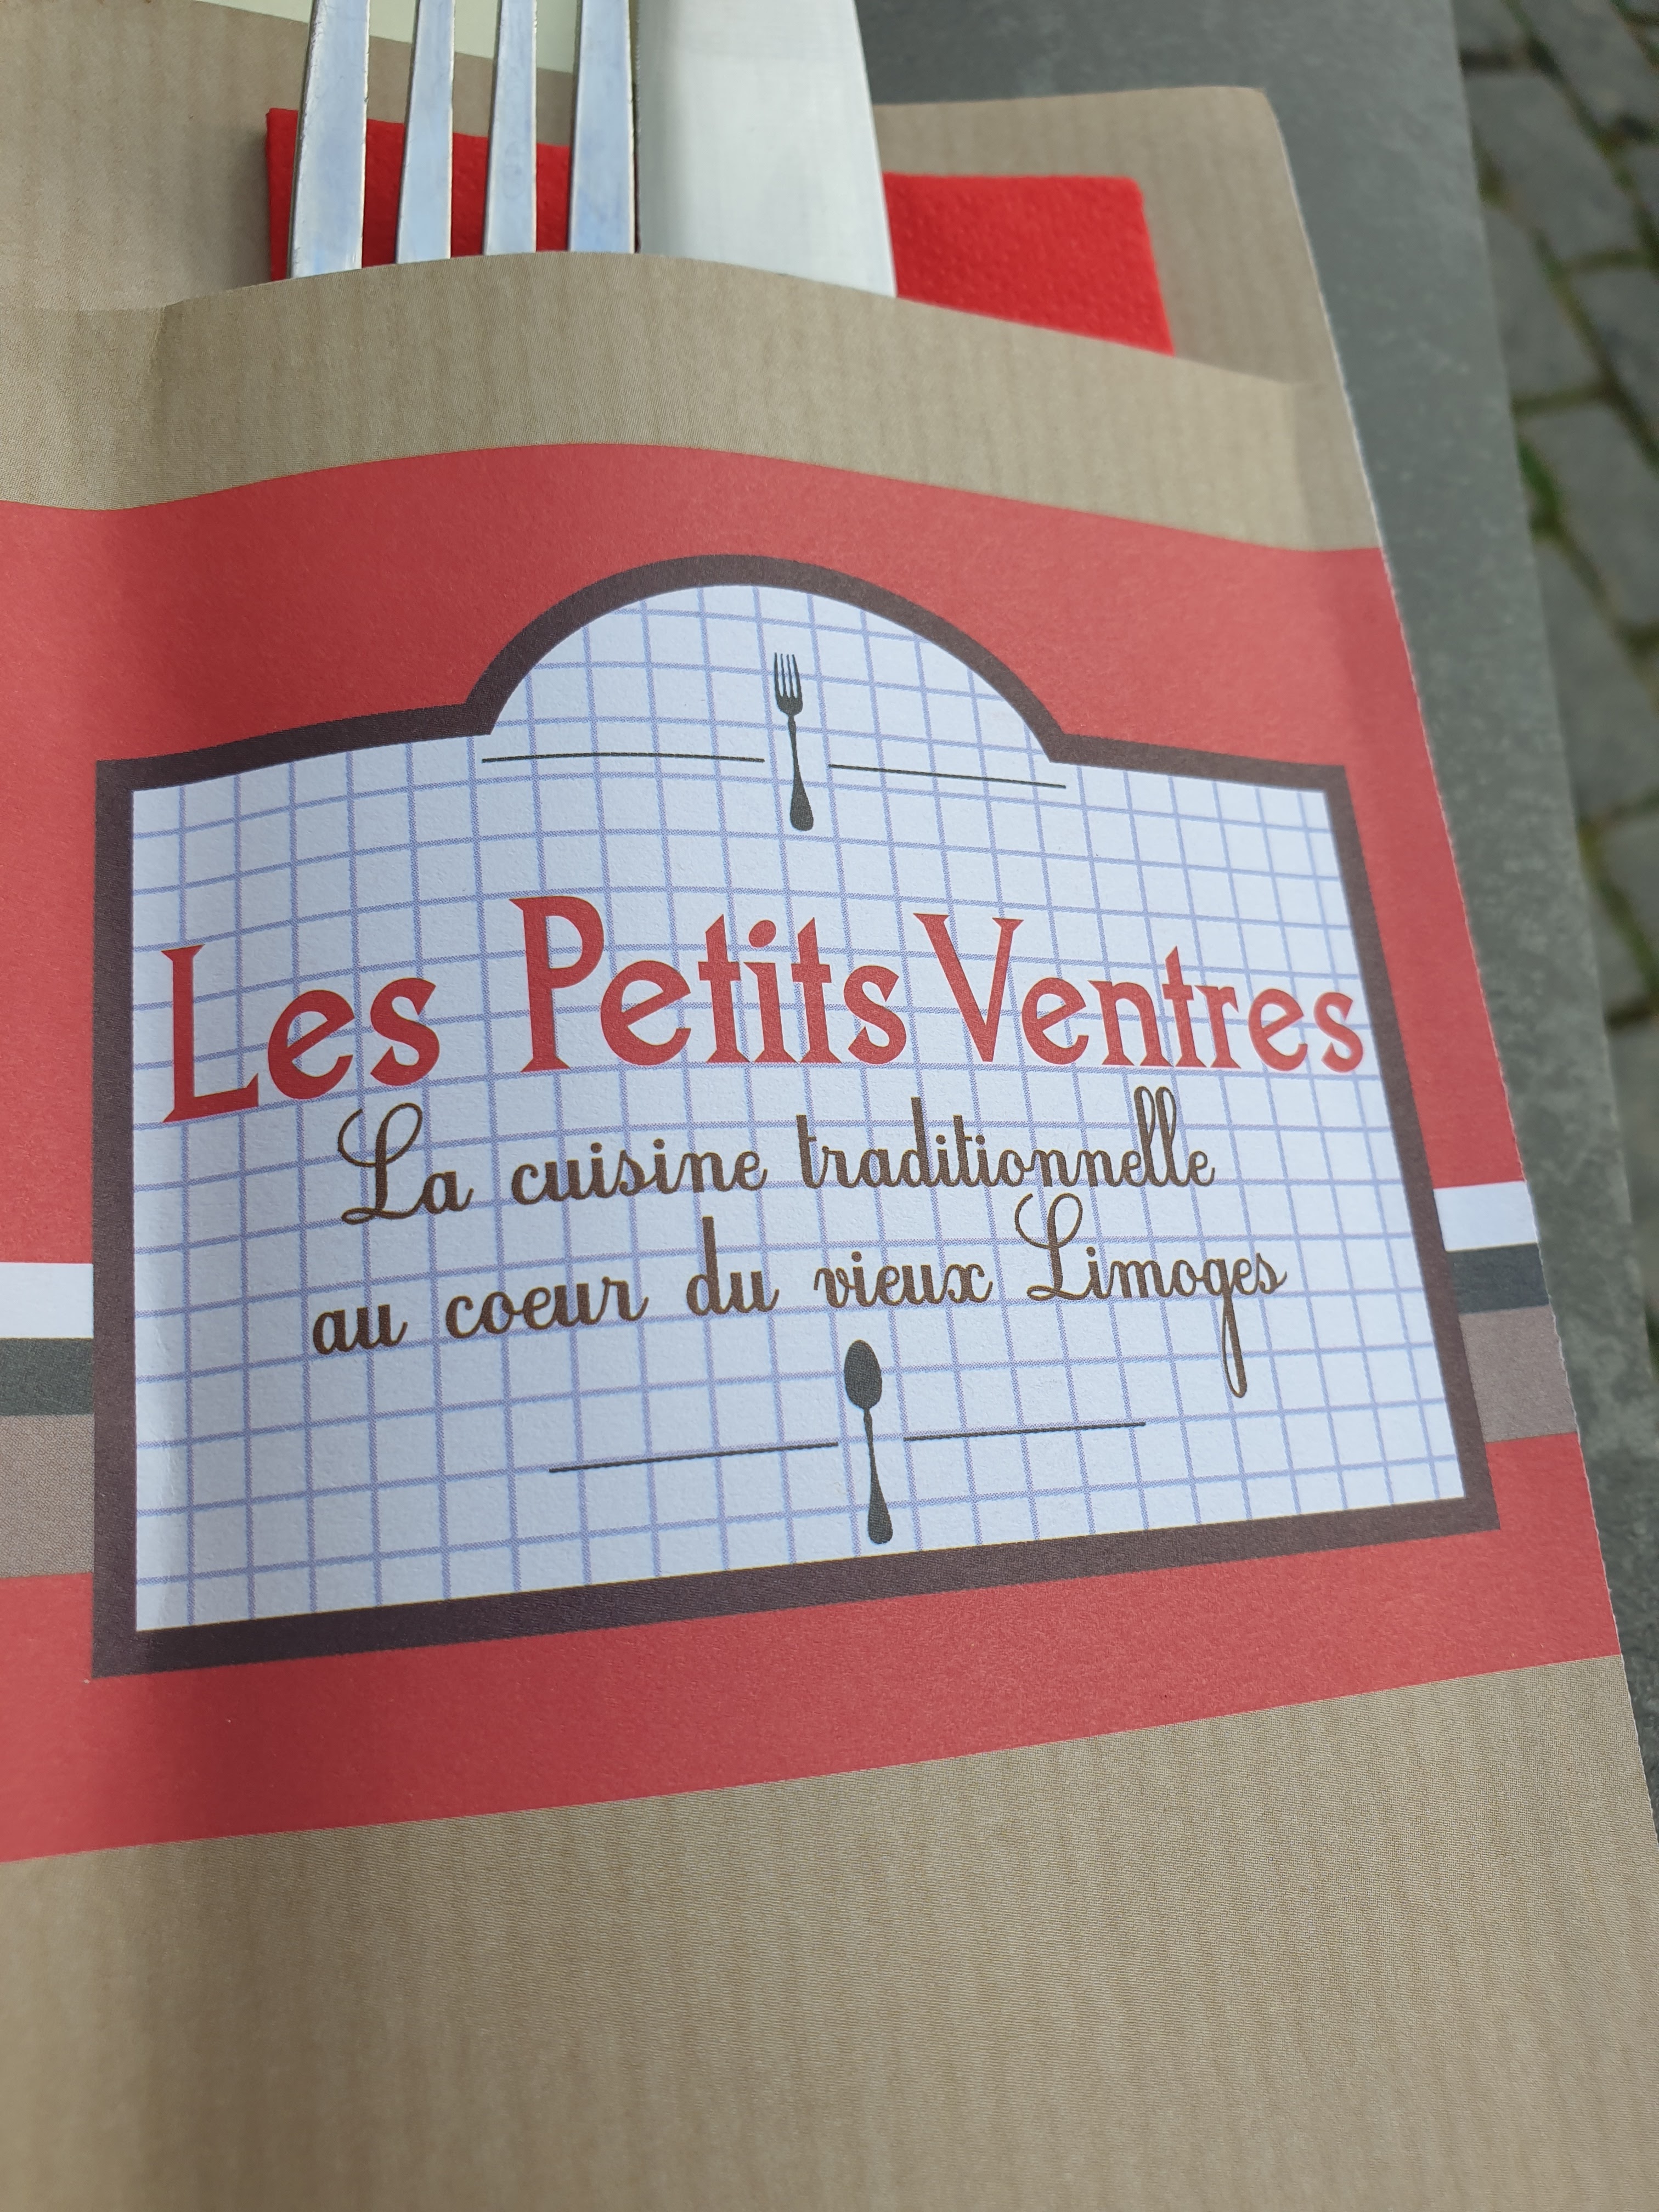 Les Petits Ventres
La cuisine traditionnelle
au coeur du vieux Limoges